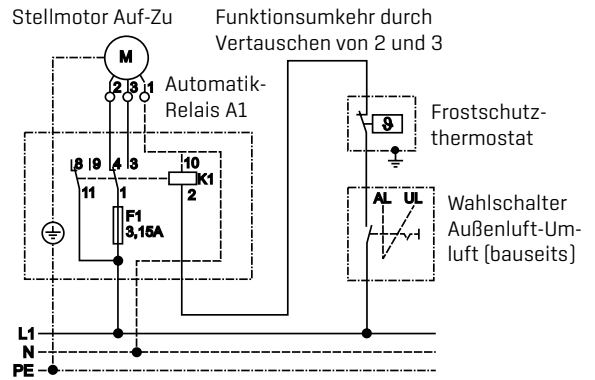 Stellmotor Auf-Zu
Funktionsumkehr durch
Vertauschen von 2 und 3
M
2 3 1
Automatik-
Relais A1
Frostschutz-
thermostat
ϑ
8 9 4 3 10
K1
11 1 2
F1
3,15A
AL UL
Wahlschalter
Außenluft-Um-
luft (bauseits)
L1
N
PE